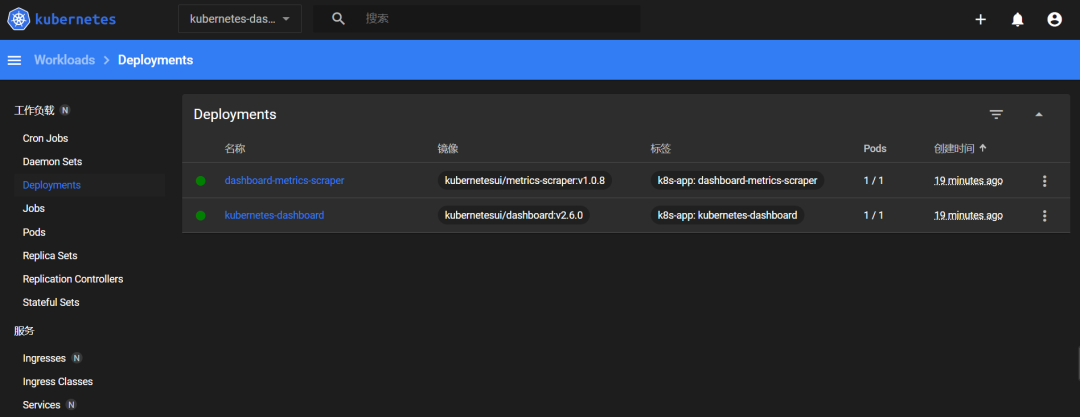 kubernetes
kubernetes-das...
搜索
Workloads > Deployments
工作负载 N
Cron Jobs
Daemon Sets
Deployments
Jobs
Pods
Replica Sets
Replication Controllers
Stateful Sets
服务
Ingresses N
Ingress Classes
Services N
Deployments
名称 镜像 标签 Pods 创建时间
dashboard-metrics-scraper kubernetesui/metrics-scraper:v1.0.8 k8s-app: dashboard-metrics-scraper 1 / 1 19 minutes ago
kubernetes-dashboard kubernetesui/dashboard:v2.6.0 k8s-app: kubernetes-dashboard 1 / 1 19 minutes ago